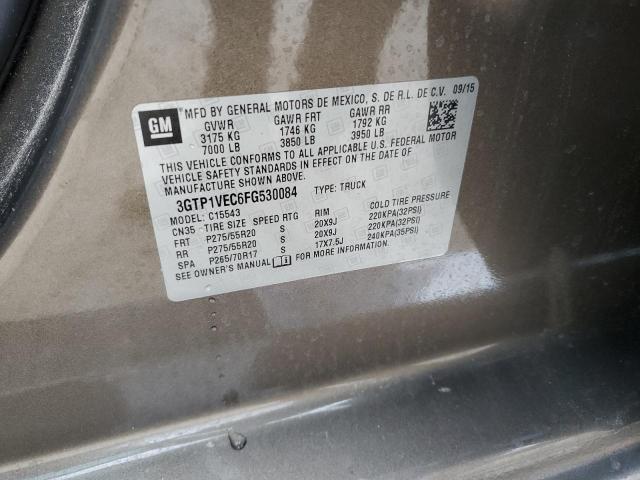 GM
MFD BY GENERAL MOTORS DE MEXICO, S. DE R.L. DE C.V. 09/15
GVWR GAWR FRT GAWR RR
3175 KG 1746 KG 1792 KG
7000 LB 3850 LB 3950 LB
THIS VEHICLE CONFORMS TO ALL APPLICABLE U.S. FEDERAL MOTOR
VEHICLE SAFETY STANDARDS IN EFFECT ON THE DATE OF
MANUFACTURE SHOWN ABOVE.
3GTP1VEC6FG530084 TYPE: TRUCK
MODEL: C15543
CN35 TIRE SIZE SPEED RTG RIM COLD TIRE PRESSURE
FRT P275/55R20 S 20X9J 220KPA(32PSI)
RR P275/55R20 S 20X9J 220KPA(32PSI)
SPA P265/70R17 S 17X7.5J 240KPA(35PSI)
SEE OWNER'S MANUAL FOR MORE INFORMATION.